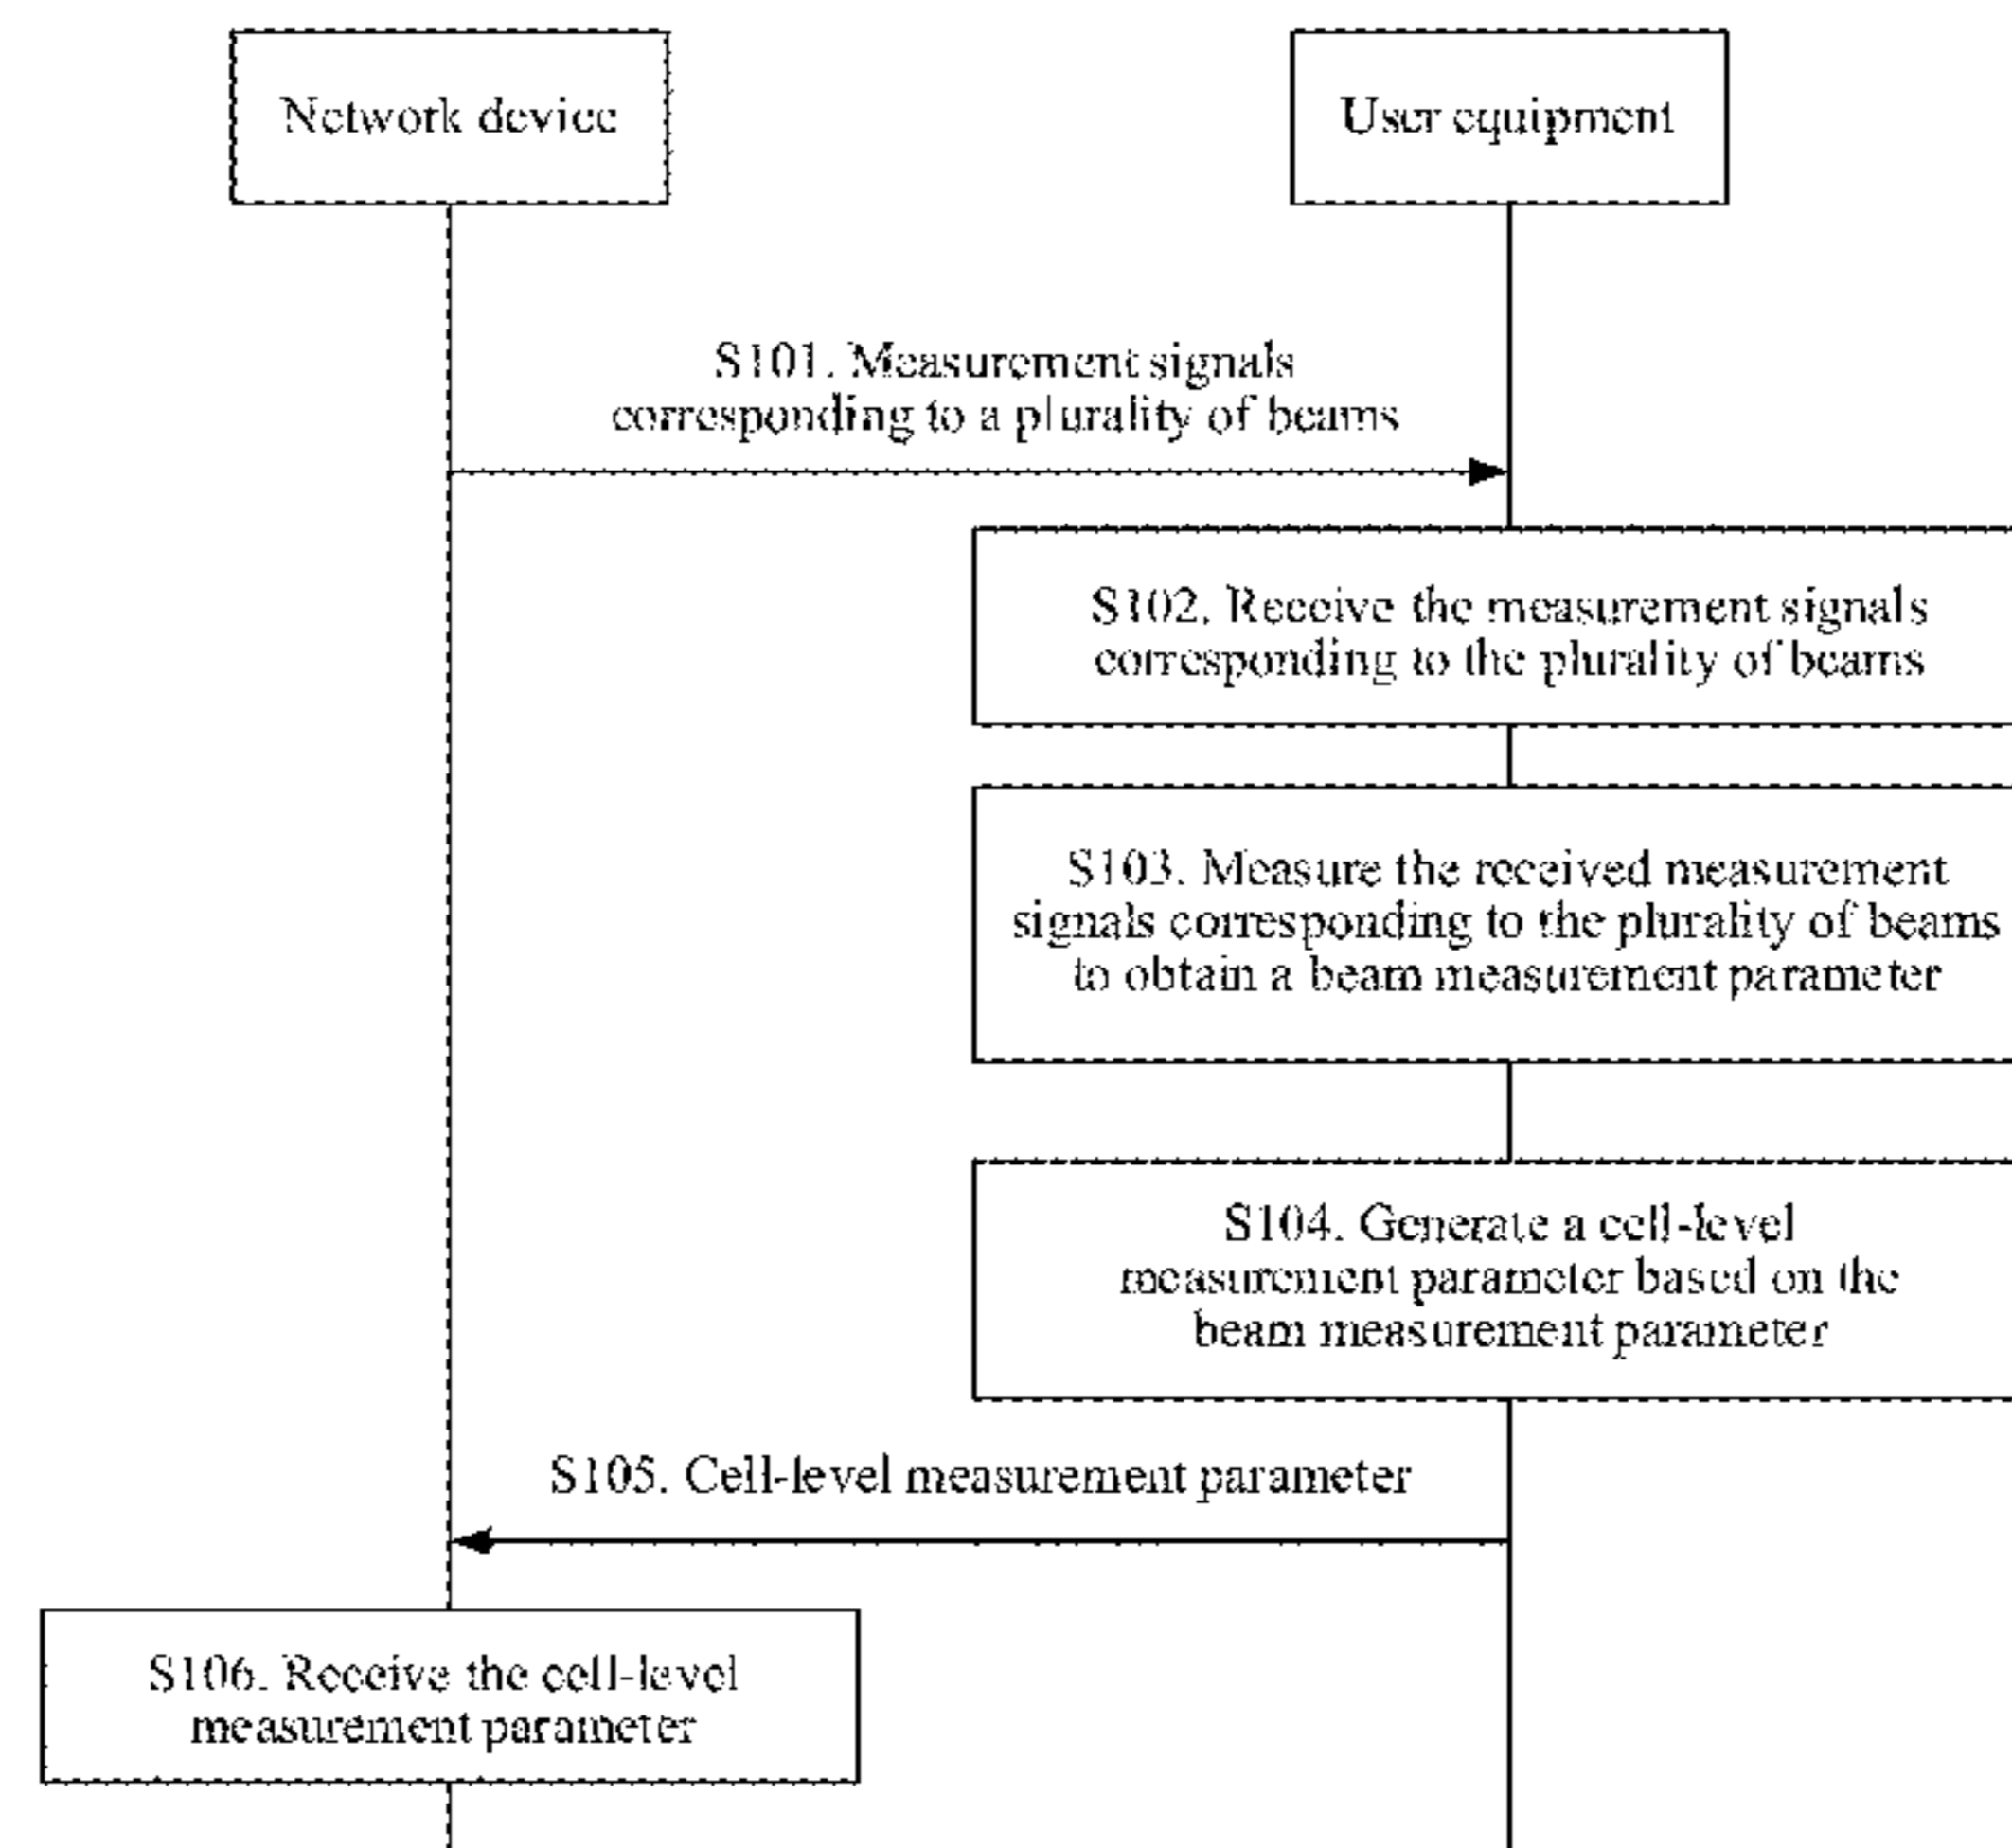 Network device
User equipment
S101. Measurement signals
corresponding to a plurality of beams
S102. Receive the measurement signals
corresponding to the plurality of beams
S103. Measure the received measurement
signals corresponding to the plurality of beams
to obtain a beam measurement parameter
S104. Generate a cell-level
measurement parameter based on the
beam measurement parameter
S105. Cell-level measurement parameter
S106. Receive the cell-level
measurement parameter